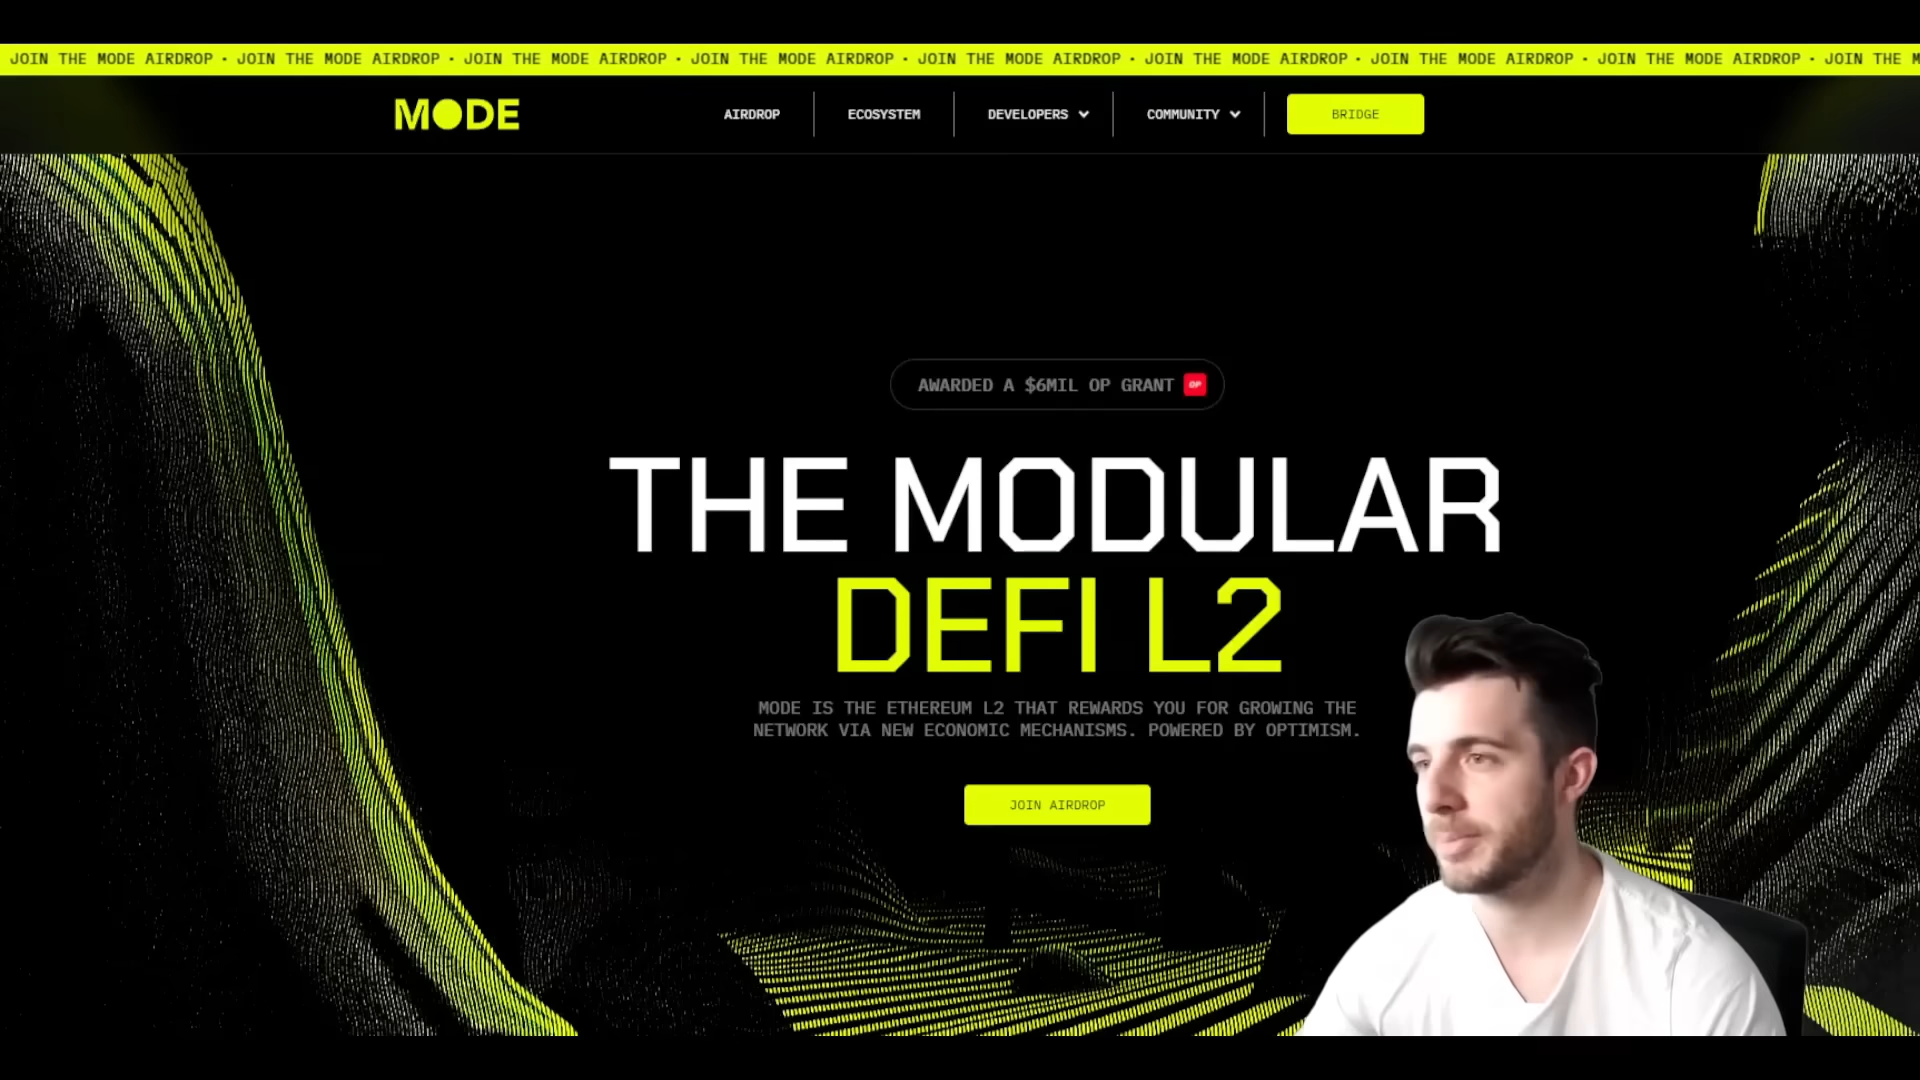 JOIN THE MODE AIRDROP • JOIN THE MODE AIRDROP • JOIN THE MODE AIRDROP • JOIN THE MODE AIRDROP • JOIN THE MODE AIRDROP • JOIN THE MODE AIRDROP • JOIN THE MODE AIRDROP • JOIN THE MODE AIRDROP • JOIN THE M
MODE AIRDROP ECOSYSTEM DEVELOPERS COMMUNITY BRIDGE
AWARDED A $6MIL OP GRANT OP
THE MODULAR
DEFI L2
MODE IS THE ETHEREUM L2 THAT REWARDS YOU FOR GROWING THE
NETWORK VIA NEW ECONOMIC MECHANISMS. POWERED BY OPTIMISM.
JOIN AIRDROP